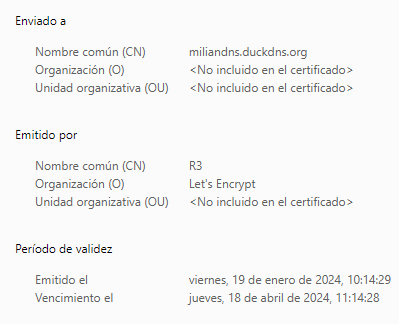 Enviado a
Nombre común (CN) miliandns.duckdns.org
Organización (O) <No incluido en el certificado>
Unidad organizativa (OU) <No incluido en el certificado>
Emitido por
Nombre común (CN) R3
Organización (O) Let's Encrypt
Unidad organizativa (OU) <No incluido en el certificado>
Período de validez
Emitido el viernes, 19 de enero de 2024, 10:14:29
Vencimiento el jueves, 18 de abril de 2024, 11:14:28